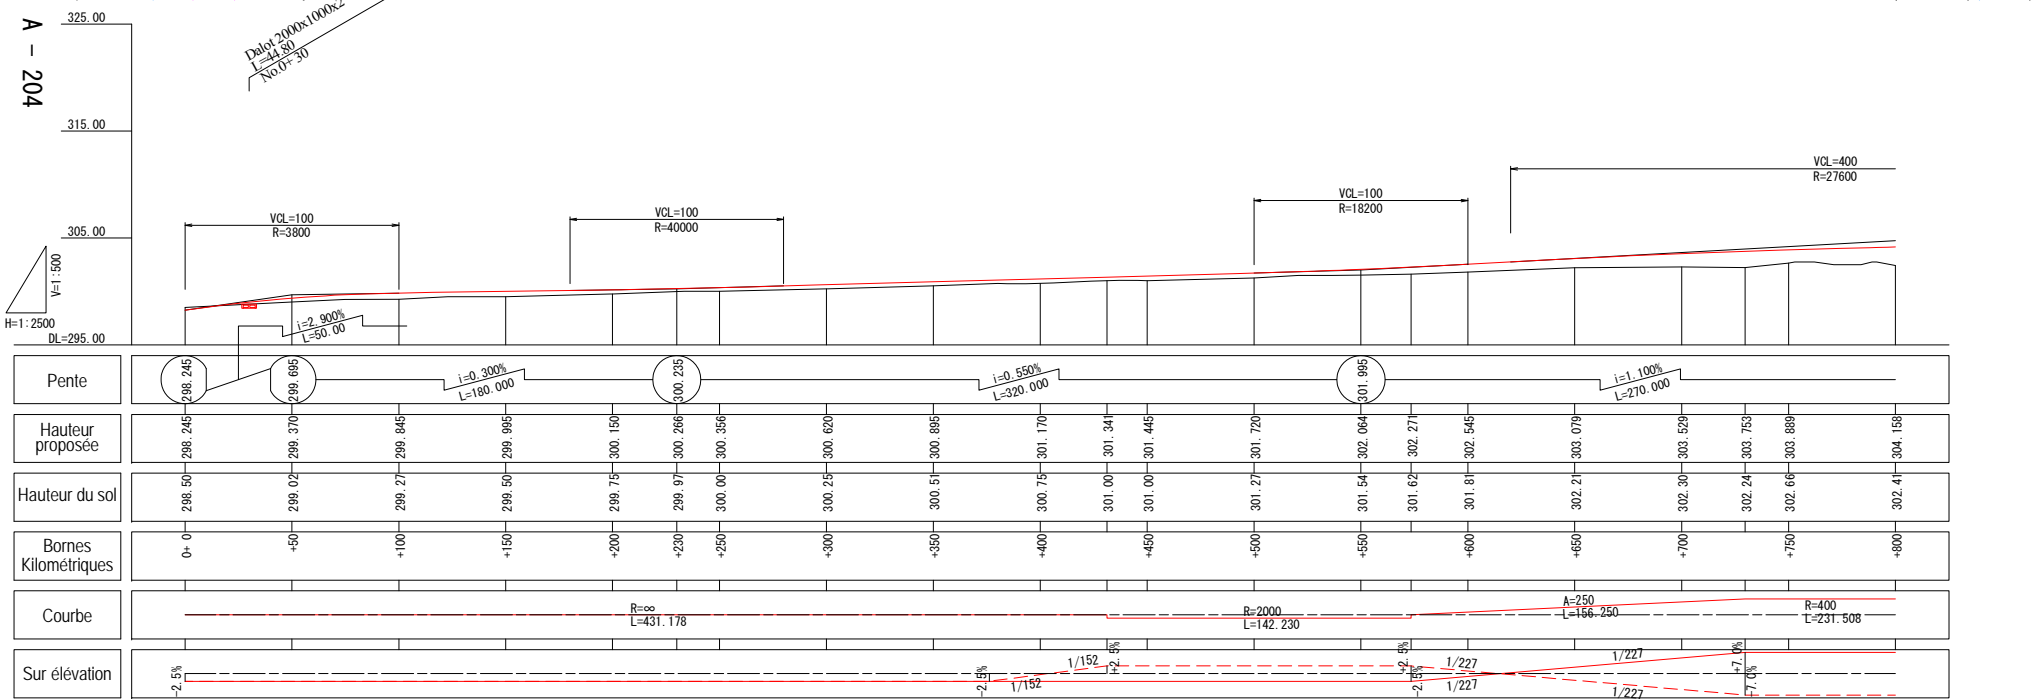 A - 204
325.00
315.00
305.00
DL=295.00
V=1:500
H=1:2500
Dalot 2000x1000x2
L=44.80
No.0+30
VCL=100
R=3800
VCL=100
R=40000
VCL=100
R=18200
VCL=400
R=27600
i=2.900%
L=50.00
Pente
298.245
299.695
i=0.300%
L=180.000
300.235
i=0.550%
L=320.000
301.995
i=1.100%
L=270.000
Hauteur
proposée
298.245 299.370 299.845 299.995 300.150 300.266 300.356 300.620 300.895 301.170 301.341 301.445 301.720 302.064 302.271 302.545 303.079 303.529 303.753 303.889 304.158
Hauteur du sol
298.50 299.02 299.27 299.50 299.75 299.97 300.00 300.25 300.51 300.75 301.00 301.00 301.27 301.54 301.62 301.81 302.21 302.30 302.24 302.66 302.41
Bornes
Kilométriques
0+ 0 +50 +100 +150 +200 +230 +250 +300 +350 +400 +450 +500 +550 +600 +650 +700 +750 +800
Courbe
R=∞
L=431.178
R=2000
L=142.230
A=250
L=156.250
R=400
L=231.508
Sur élévation
-2.5%
-2.5%
1/152
1/152
+2.5%
+2.5%
-2.5%
1/227
1/227
1/227
1/227
+7.0%
-7.0%